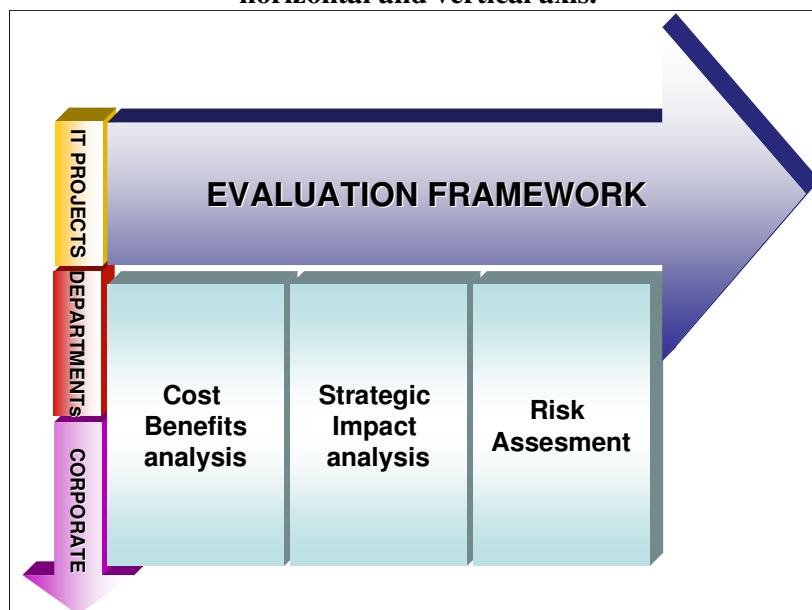 horizontal and vertical axis.
IT PROJECTS
EVALUATION FRAMEWORK
DEPARTMENTs
CORPORATE
Cost
Benefits
analysis
Strategic
Impact
analysis
Risk
Assesment